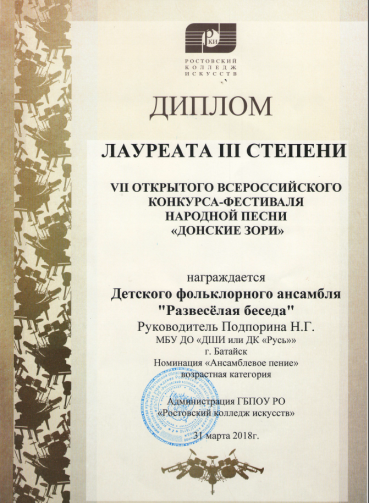 РКИ
РОСТОВСКИЙ
КОЛЛЕДЖ
ИСКУССТВ
ДИПЛОМ
ЛАУРЕАТА III СТЕПЕНИ
VII ОТКРЫТОГО ВСЕРОССИЙСКОГО
КОНКУРСА-ФЕСТИВАЛЯ
НАРОДНОЙ ПЕСНИ
«ДОНСКИЕ ЗОРИ»
награждается
Детского фольклорного ансамбля
"Развесёлая беседа"
Руководитель Подпорина Н.Г.
МБУ ДО «ДШИ или ДК «Русь»»
г. Батайск
Номинация «Ансамблевое пение»
возрастная категория
Администрация ГБПОУ РО
«Ростовский колледж искусств»
31 марта 2018г.